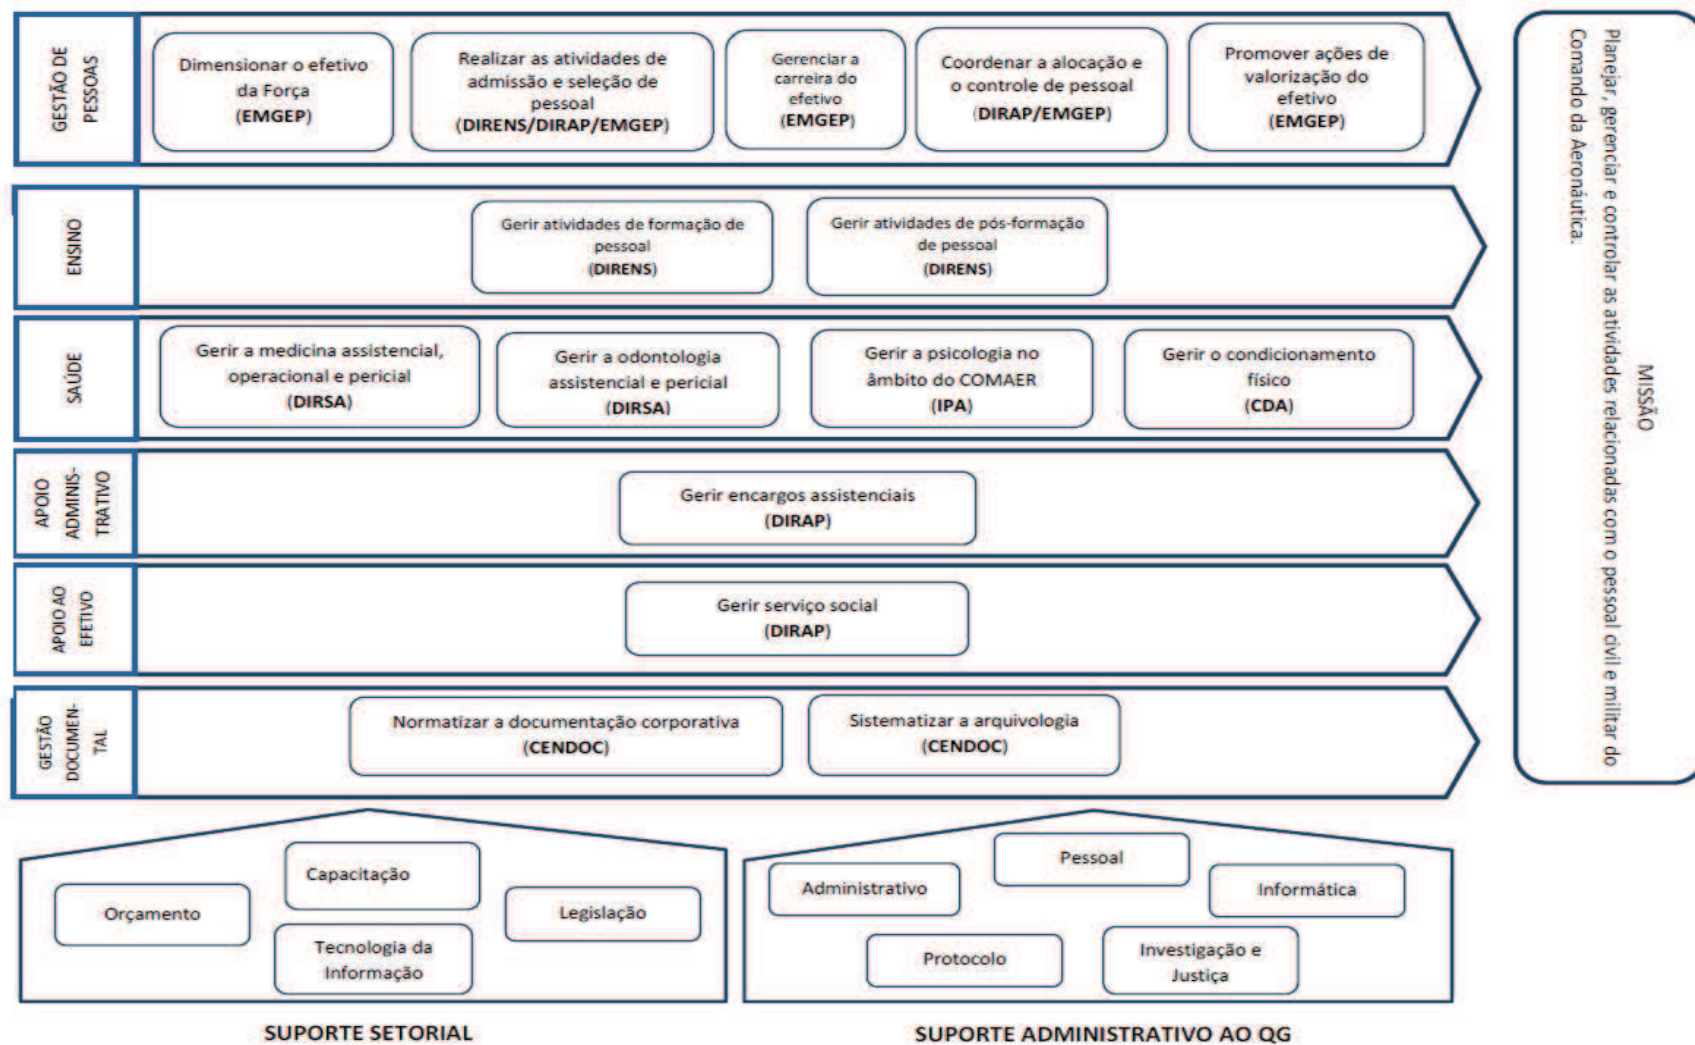 GESTÃO DE
PESSOAS
Dimensionar o efetivo
da Força
(EMGEP)
Realizar as atividades de
admissão e seleção de
pessoal
(DIRENS/DIRAP/EMGEP)
Gerenciar a
carreira do
efetivo
(EMGEP)
Coordenar a alocação e
o controle de pessoal
(DIRAP/EMGEP)
Promover ações de
valorização do
efetivo
(EMGEP)
ENSINO
Gerir atividades de formação de
pessoal
(DIRENS)
Gerir atividades de pós-formação
de pessoal
(DIRENS)
SAÚDE
Gerir a medicina assistencial,
operacional e pericial
(DIRSA)
Gerir a odontologia
assistencial e pericial
(DIRSA)
Gerir a psicologia no
âmbito do COMAER
(IPA)
Gerir o condicionamento
físico
(CDA)
APOIO
ADMINIS-
TRATIVO
Gerir encargos assistenciais
(DIRAP)
APOIO AO
EFETIVO
Gerir serviço social
(DIRAP)
GESTÃO
DOCUMEN-
TAL
Normatizar a documentação corporativa
(CENDOC)
Sistematizar a arquivologia
(CENDOC)
MISSÃO
Planejar, gerenciar e controlar as atividades relacionadas com o pessoal civil e militar do
Comando da Aeronáutica.
Orçamento
Capacitação
Tecnologia da
Informação
Legislação
SUPORTE SETORIAL
Administrativo
Pessoal
Informática
Protocolo
Investigação e
Justiça
SUPORTE ADMINISTRATIVO AO QG